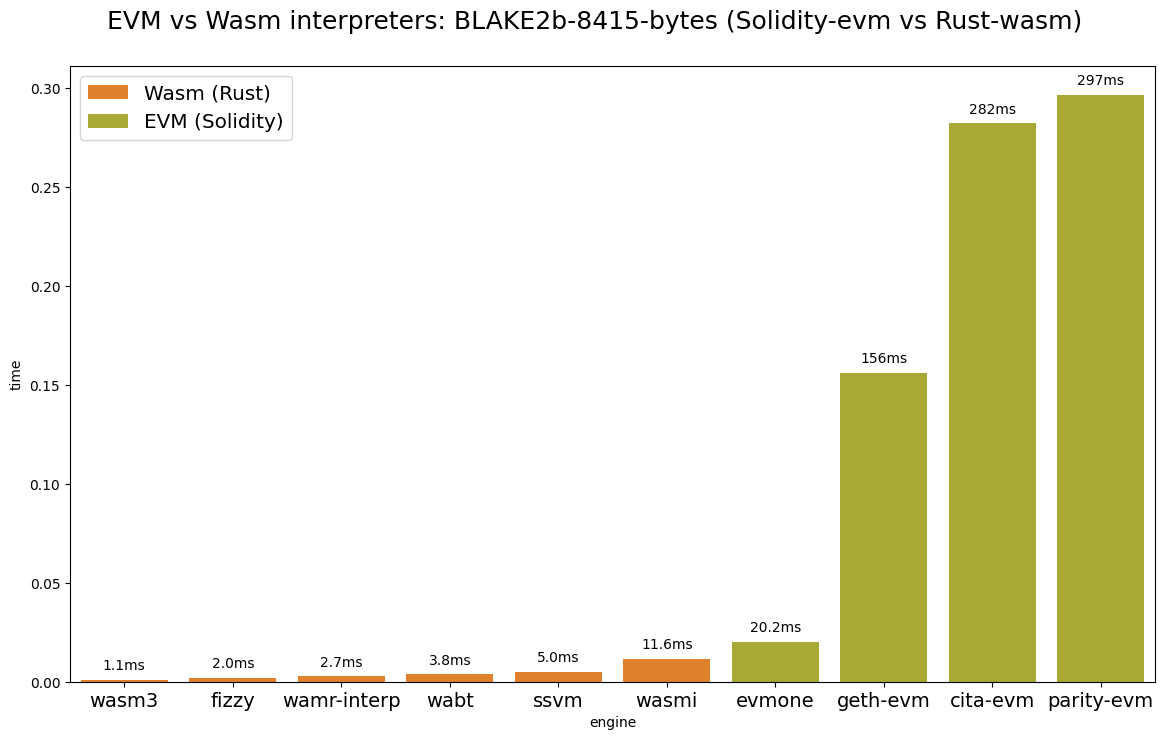 EVM vs Wasm interpreters: BLAKE2b-8415-bytes (Solidity-evm vs Rust-wasm)
Wasm (Rust)
EVM (Solidity)
0.30
0.25
0.20
0.15
0.10
0.05
0.00
time
1.1ms
2.0ms
2.7ms
3.8ms
5.0ms
11.6ms
20.2ms
156ms
282ms
297ms
wasm3 fizzy wamr-interp wabt ssvm wasmi evmone geth-evm cita-evm parity-evm
engine